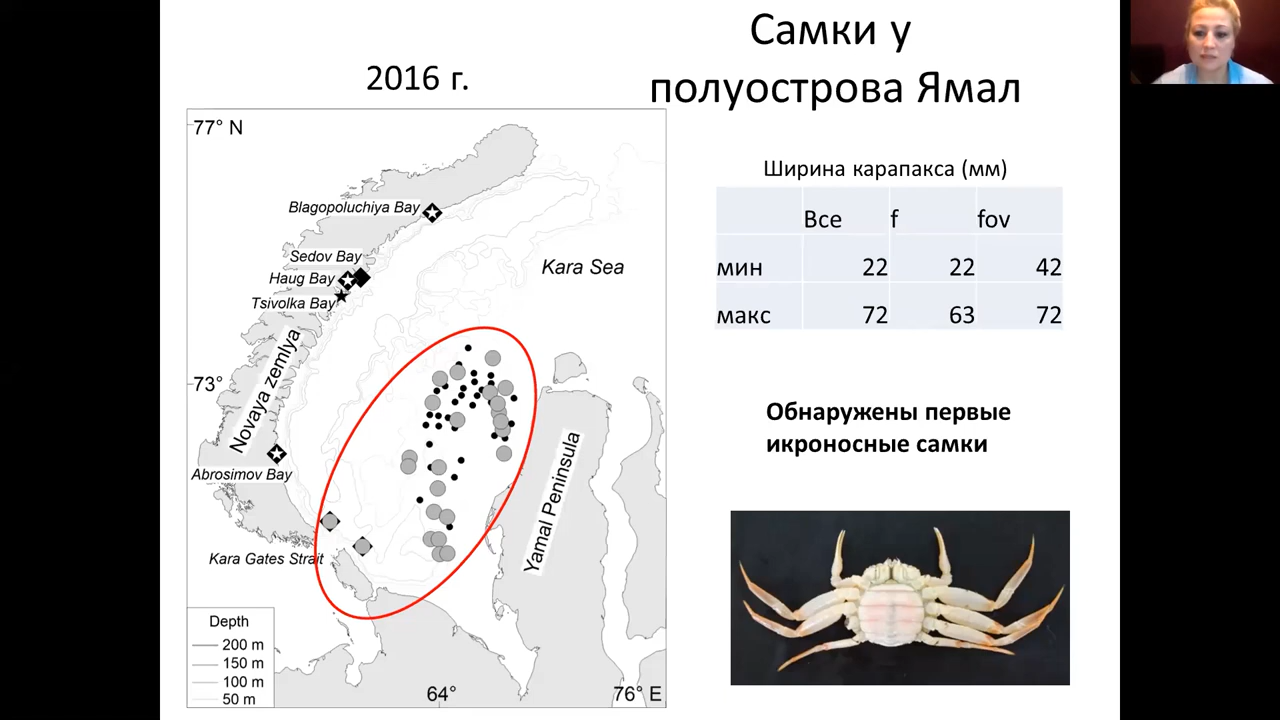 Самки у
полуострова Ямал
2016 г.
77° N
Blagopoluchiya Bay
Sedov Bay
Haug Bay
Tsivolka Bay
Kara Sea
73°
Novaya zemlya
Abrosimov Bay
Kara Gates Strait
Yamal Peninsula
Depth
200 m
150 m
100 m
50 m
64°
76° E
Ширина карапакса (мм)
Все f fov
мин 22 22 42
макс 72 63 72
Обнаружены первые
икроносные самки